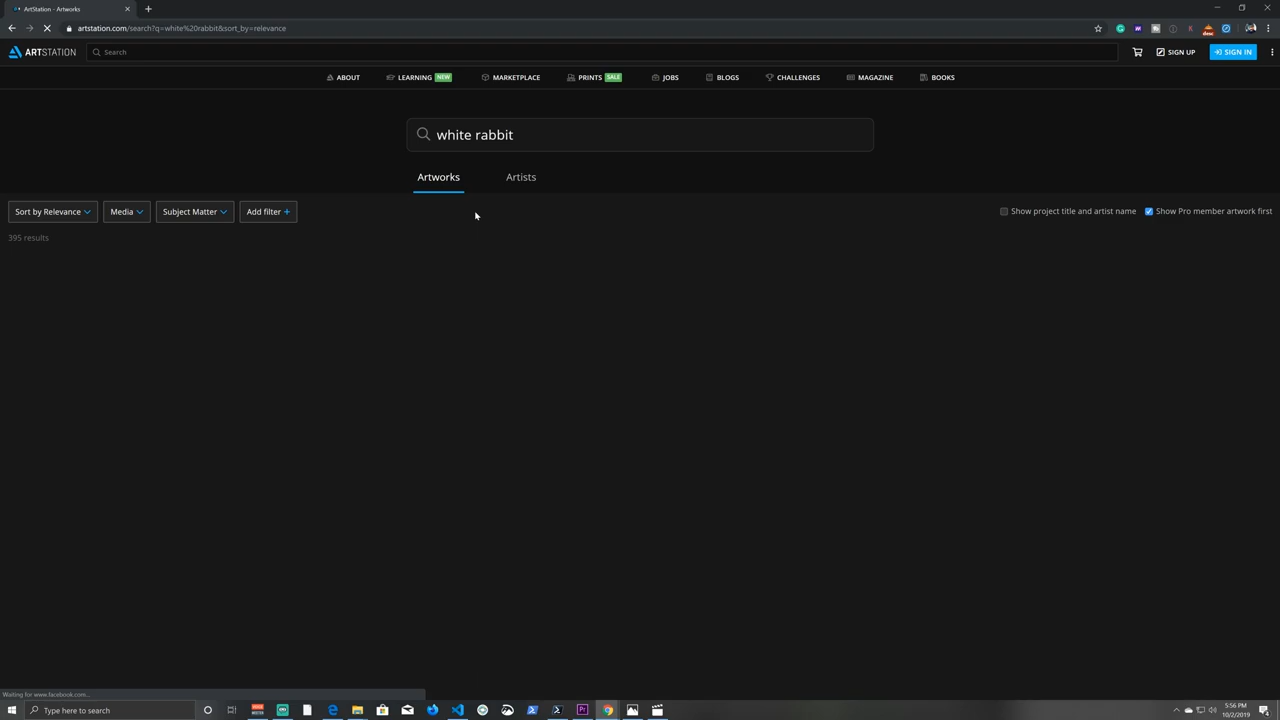 ArtStation - Artworks
artstation.com/search?q=white%20rabbit&sort_by=relevance
desc
ARTSTATION
Search
SIGN UP
SIGN IN
ABOUT
LEARNING NEW
MARKETPLACE
PRINTS SALE
JOBS
BLOGS
CHALLENGES
MAGAZINE
BOOKS
white rabbit
Artworks
Artists
Sort by Relevance
Media
Subject Matter
Add filter +
Show project title and artist name
Show Pro member artwork first
395 results
Waiting for www.facebook.com...
Type here to search
Pr
5:56 PM
10/2/2019